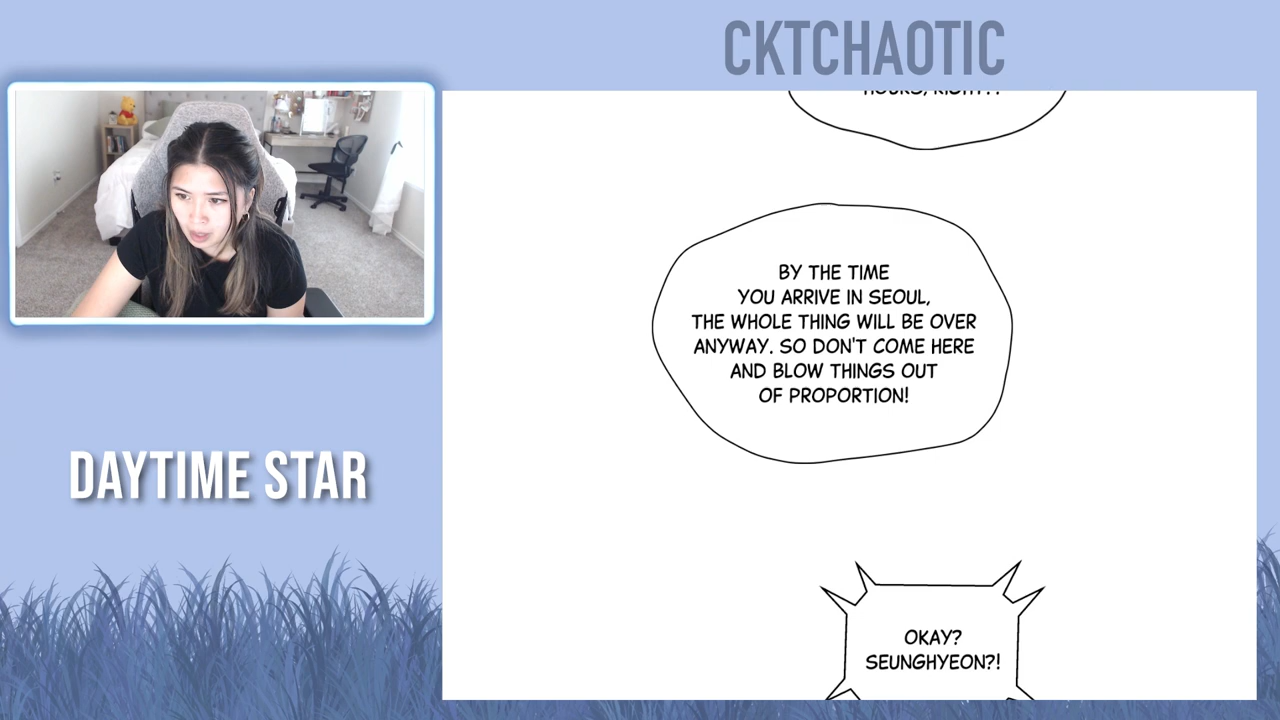 CKTCHAOTIC
BY THE TIME
YOU ARRIVE IN SEOUL,
THE WHOLE THING WILL BE OVER
ANYWAY. SO DON'T COME HERE
AND BLOW THINGS OUT
OF PROPORTION!
DAYTIME STAR
OKAY?
SEUNGHYEON?!